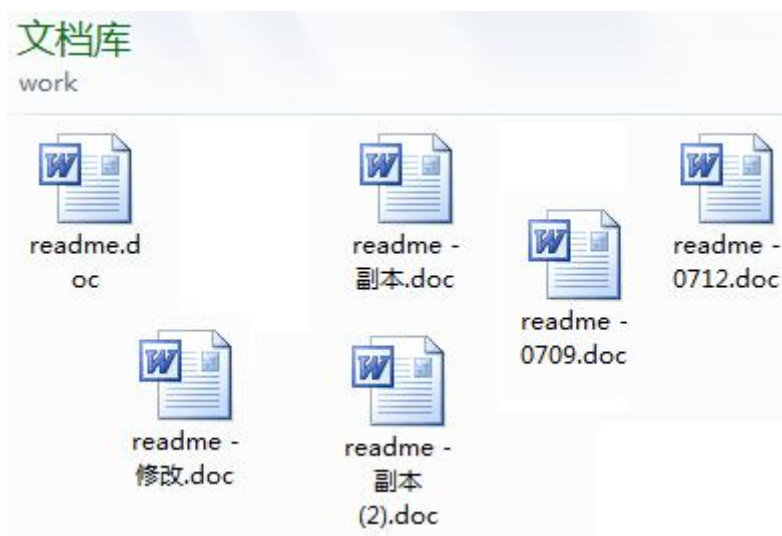 文档库
work
readme.d
oc
readme -
副本.doc
readme -
0709.doc
readme -
0712.doc
readme -
修改.doc
readme -
副本
(2).doc